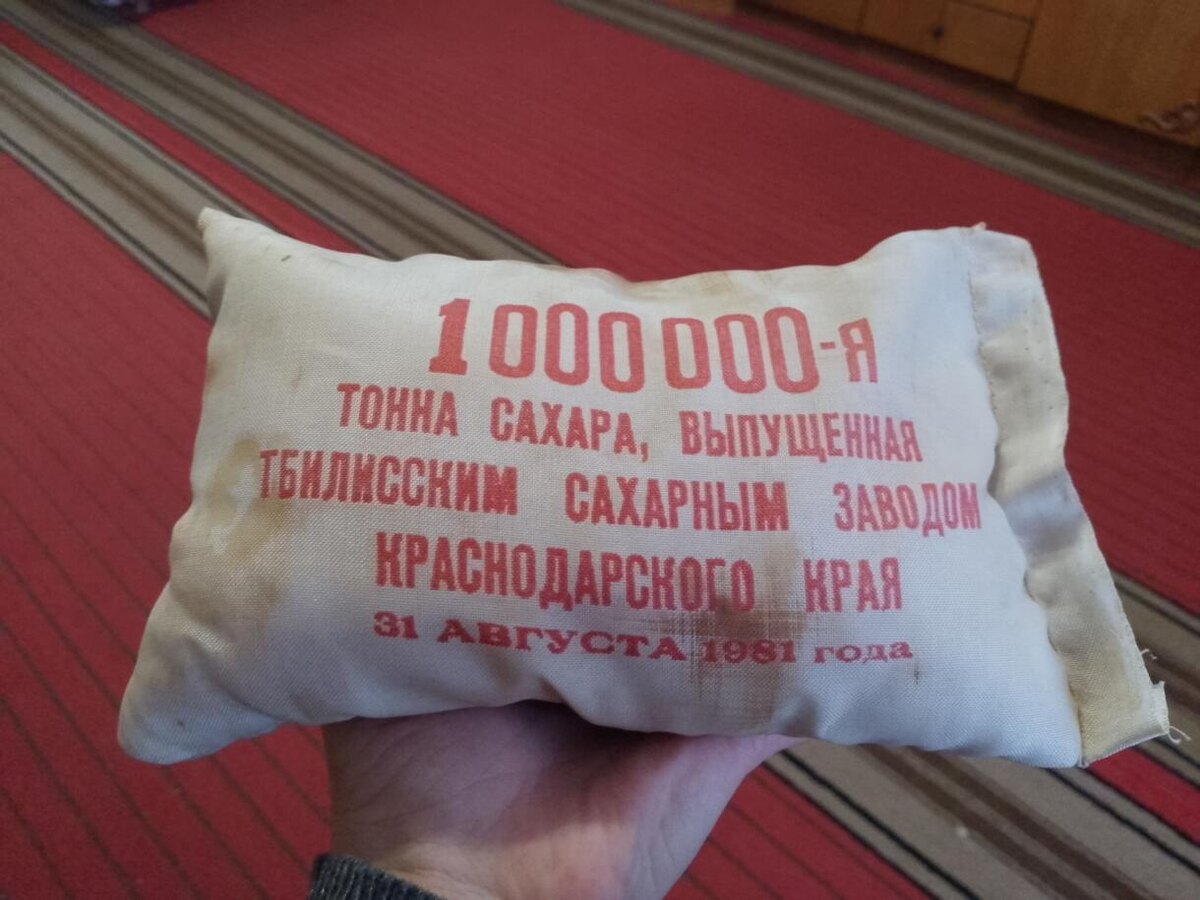 1 000 000-я
ТОННА САХАРА, ВЫПУЩЕННАЯ
ТБИЛИССКИМ САХАРНЫМ ЗАВОДОМ
КРАСНОДАРСКОГО КРАЯ
31 АВГУСТА 1981 года